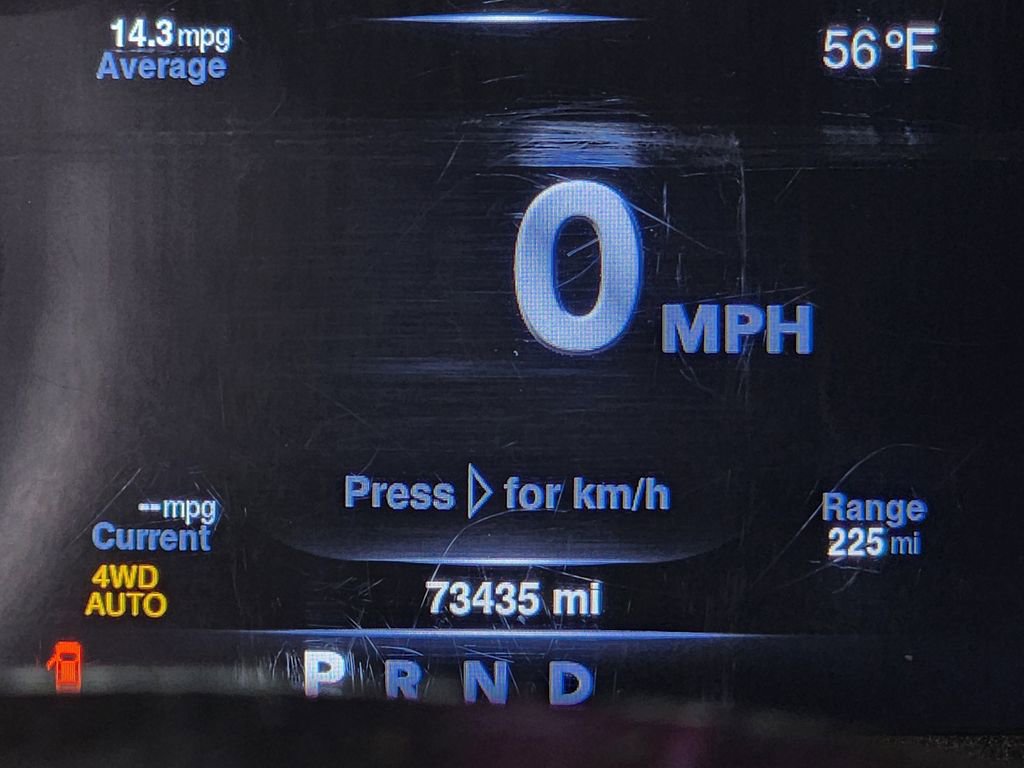 14.3 mpg
Average
56°F
0 MPH
Press ▷ for km/h
--mpg
Current
Range
225 mi
4WD
AUTO
73435 mi
P R N D